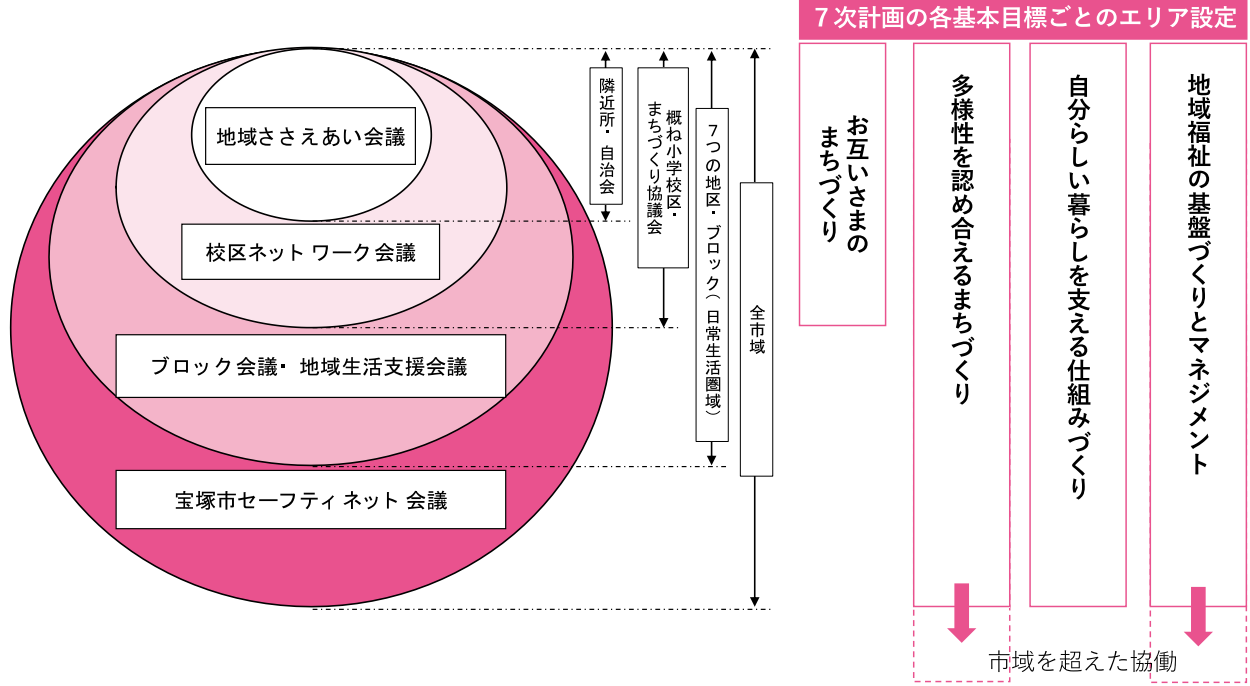 7次計画の各基本目標ごとのエリア設定
地域ささえあい会議
校区ネットワーク会議
ブロック会議・地域生活支援会議
宝塚市セーフティネット会議
隣近所・自治会
概ね小学校区・
まちづくり協議会
7つの地区・ブロック(日常生活圏域)
全市域
お互いさまの
まちづくり
多様性を認め合えるまちづくり
自分らしい暮らしを支える仕組みづくり
地域福祉の基盤づくりとマネジメント
市域を超えた協働